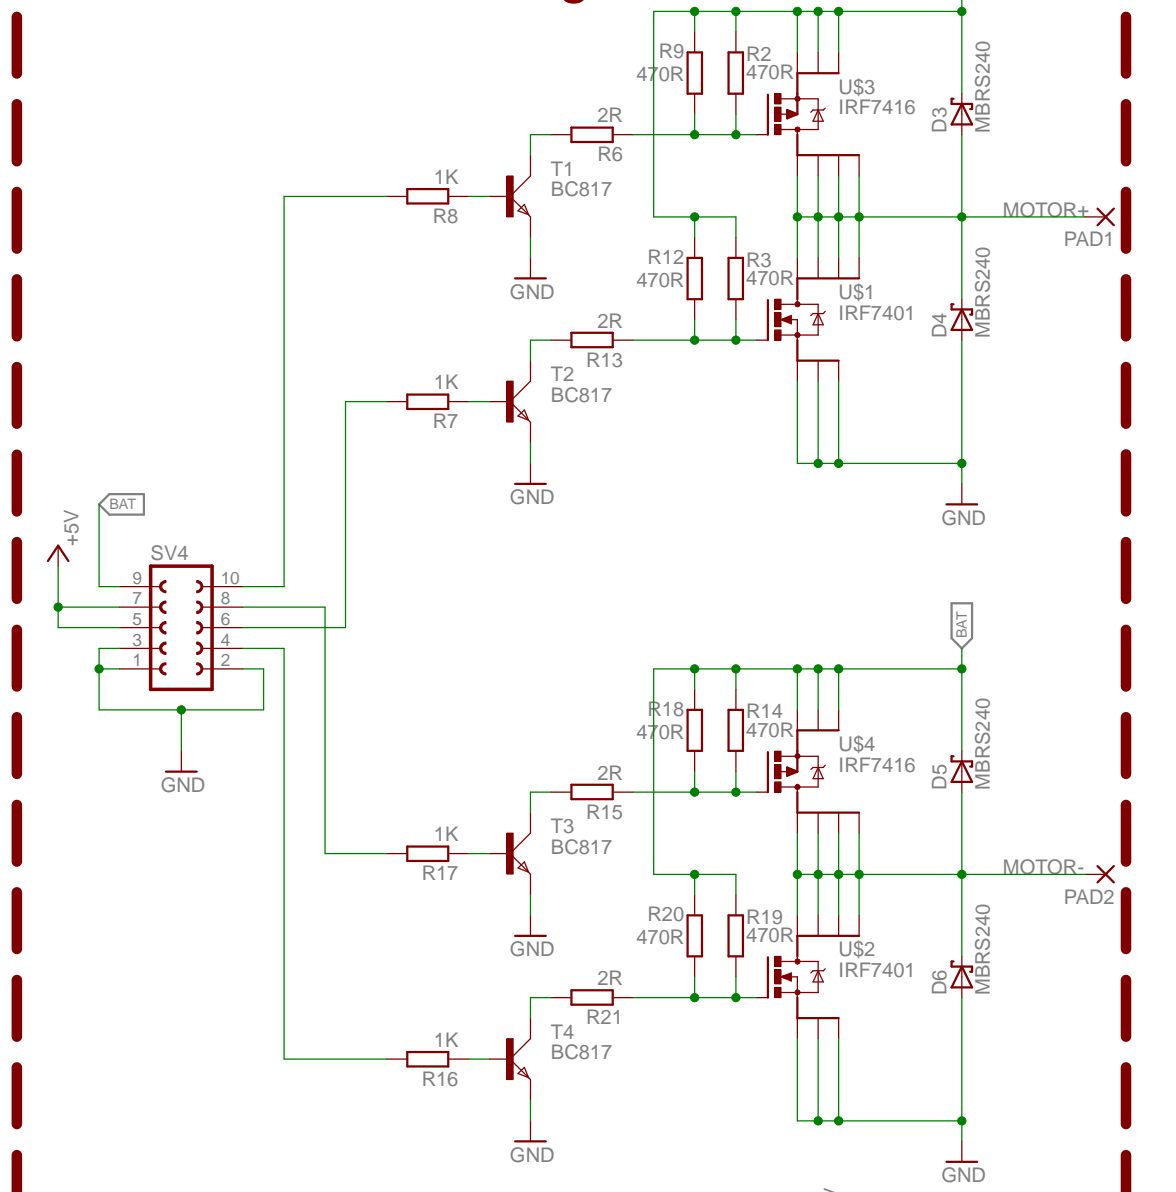 R9
470R
R2
470R
U$3
IRF7416
D3
MBRS240
2R
R6
T1
BC817
1K
R8
GND
MOTOR+
PAD1
R12
470R
R3
470R
U$1
IRF7401
D4
MBRS240
2R
R13
T2
BC817
1K
R7
GND
GND
BAT
+5V
SV4
9
10
7
8
5
6
3
4
1
2
GND
BAT
R18
470R
R14
470R
U$4
IRF7416
D5
MBRS240
2R
R15
T3
BC817
1K
R17
GND
MOTOR-
PAD2
R20
470R
R19
470R
U$2
IRF7401
D6
MBRS240
2R
R21
T4
BC817
1K
R16
GND
GND